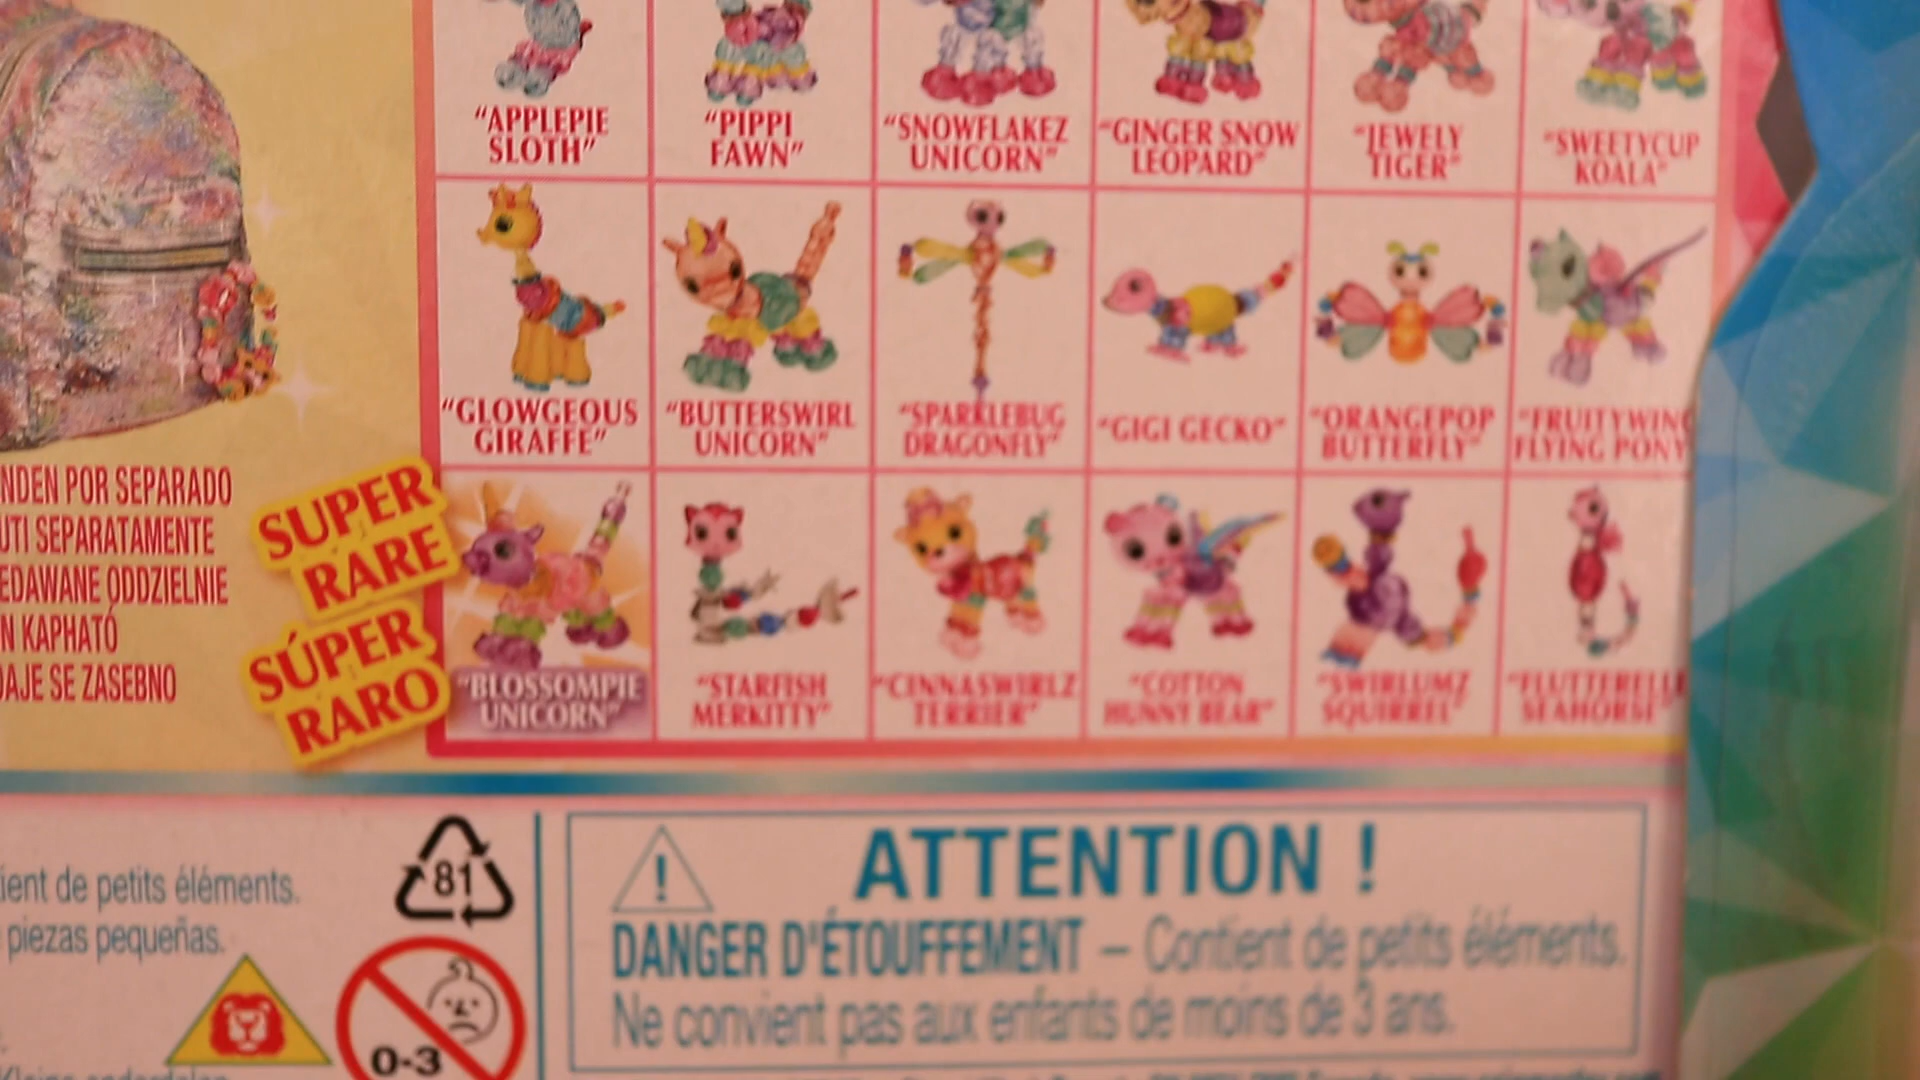 "APPLEPIE
SLOTH"
"PIPPI
FAWN"
"SNOWFLAKEZ
UNICORN"
"GINGER SNOW
LEOPARD"
"JEWELY
TIGER"
"SWEETYCUP
KOALA"
"GLOWGEOUS
GIRAFFE"
"BUTTERSWIRL
UNICORN"
"SPARKLEBUG
DRAGONFLY"
"GIGI GECKO"
"ORANGEPOP
BUTTERFLY"
"FRUITYWING
FLYING PONY
NDEN POR SEPARADO
UTI SEPARATAMENTE
EDAWANE ODDZIELNIE
N KAPHATÓ
DAJE SE ZASEBNO
SUPER
RARE
SÚPER
RARO
"BLOSSOMPIE
UNICORN"
"STARFISH
MERKITTY"
"CINNASWIRLZ
TERRIER"
"COTTON
HUNNY BEAR"
"SWIRLUMZ
SQUIRREL"
"FLUTTERELLE
SEAHORSE"
ient de petits éléments.
piezas pequeñas.
81
0-3
! ATTENTION !
DANGER D'ÉTOUFFEMENT – Contient de petits éléments.
Ne convient pas aux enfants de moins de 3 ans.